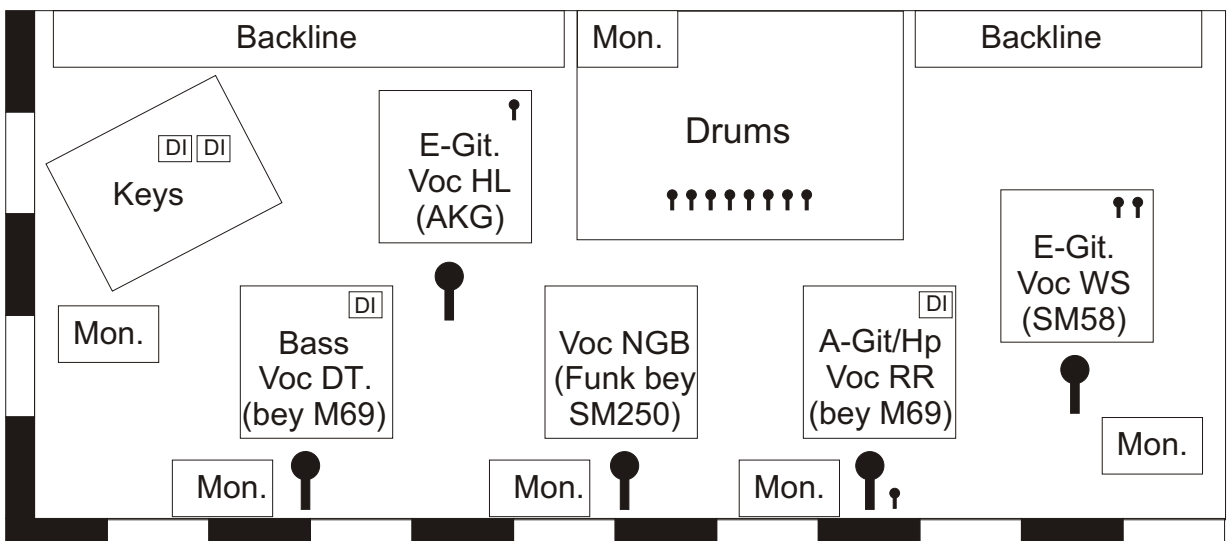 Backline
Mon.
Backline
DI DI
Keys
E-Git.
Voc HL
(AKG)
Drums
E-Git.
Voc WS
(SM58)
Mon.
DI
Bass
Voc DT.
(bey M69)
Voc NGB
(Funk bey
SM250)
DI
A-Git/Hp
Voc RR
(bey M69)
Mon.
Mon.
Mon.
Mon.